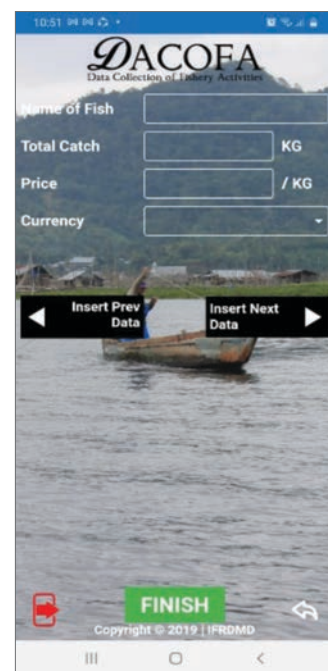 10:51
DACOFA
Data Collection of Fishery Activities
Name of Fish
Total Catch KG
Price / KG
Currency
Insert Prev Data
Insert Next Data
FINISH
Copyright © 2019 | IFRDMD